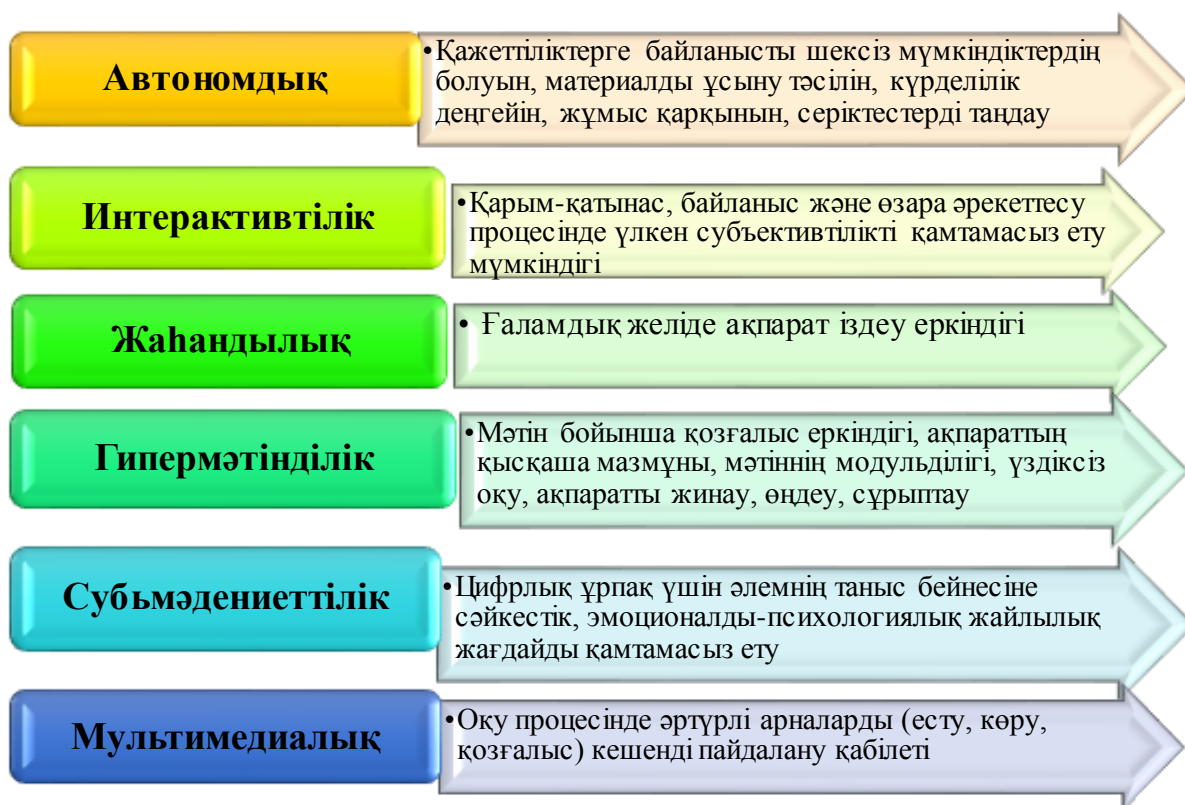 Автономдық
•Қажеттіліктерге байланысты шексіз мүмкіндіктердің
болуын, материалды ұсыну тәсілін, күрделілік
деңгейін, жұмыс қарқынын, серіктестерді таңдау
Интерактивтілік
•Қарым-қатынас, байланыс және өзара әрекеттесу
процесінде үлкен субъективтілікті қамтамасыз ету
мүмкіндігі
Жаһандылық
• Ғаламдық желіде ақпарат іздеу еркіндігі
Гипермәтінділік
•Мәтін бойынша қозғалыс еркіндігі, ақпараттың
қысқаша мазмұны, мәтіннің модульділігі, үздіксіз
оқу, ақпаратты жинау, өңдеу, сұрыптау
Субьмәдениеттілік
•Цифрлық ұрпақ үшін әлемнің таныс бейнесіне
сәйкестік, эмоционалды-психологиялық жайлылық
жағдайды қамтамасыз ету
Мультимедиалық
•Оқу процесінде әртүрлі арналарды (есту, көру,
қозғалыс) кешенді пайдалану қабілеті